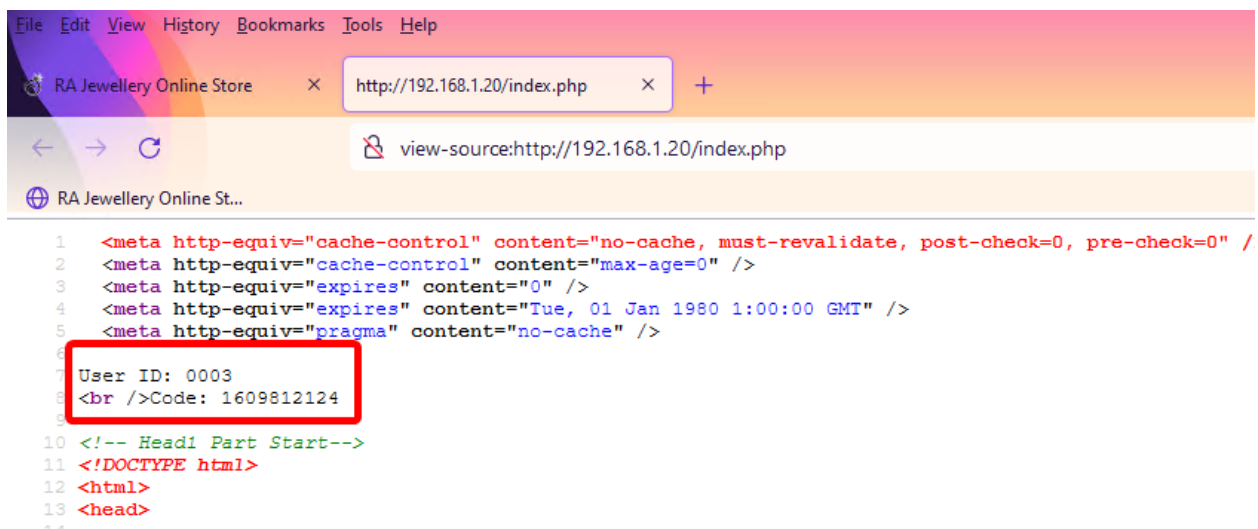 File Edit View History Bookmarks Tools Help
RA Jewellery Online Store × http://192.168.1.20/index.php × +
view-source:http://192.168.1.20/index.php
RA Jewellery Online St...
1 <meta http-equiv="cache-control" content="no-cache, must-revalidate, post-check=0, pre-check=0" /
2 <meta http-equiv="cache-control" content="max-age=0" />
3 <meta http-equiv="expires" content="0" />
4 <meta http-equiv="expires" content="Tue, 01 Jan 1980 1:00:00 GMT" />
5 <meta http-equiv="pragma" content="no-cache" />
6
7 User ID: 0003
8 <br />Code: 1609812124
9
10 <!-- Head1 Part Start-->
11 <!DOCTYPE html>
12 <html>
13 <head>
14